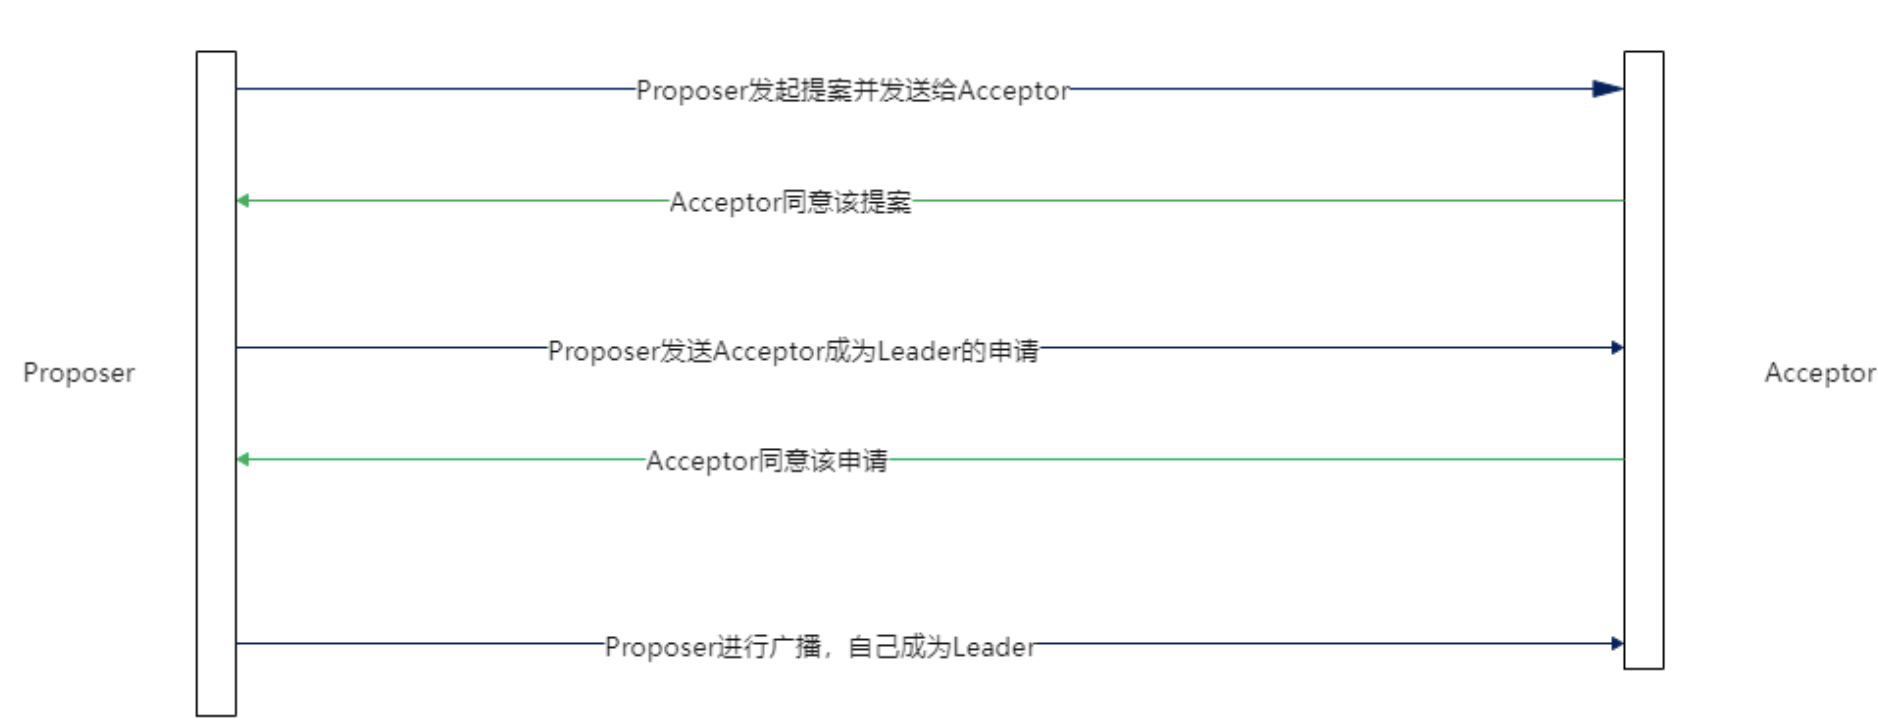 Proposer发起提案并发送给Acceptor
Acceptor同意该提案
Proposer发送Acceptor成为Leader的申请
Proposer
Acceptor
Acceptor同意该申请
Proposer进行广播，自己成为Leader